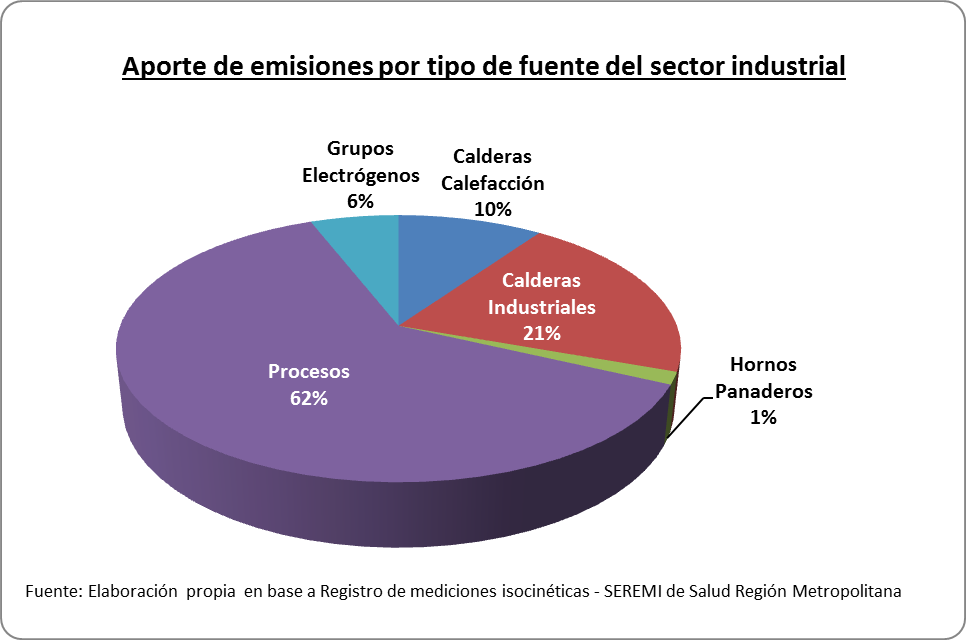 Aporte de emisiones por tipo de fuente del sector industrial
Grupos
Electrógenos
6%
Calderas
Calefacción
10%
Calderas
Industriales
21%
Hornos
Panaderos
1%
Procesos
62%
Fuente: Elaboración propia en base a Registro de mediciones isocinéticas - SEREMI de Salud Región Metropolitana